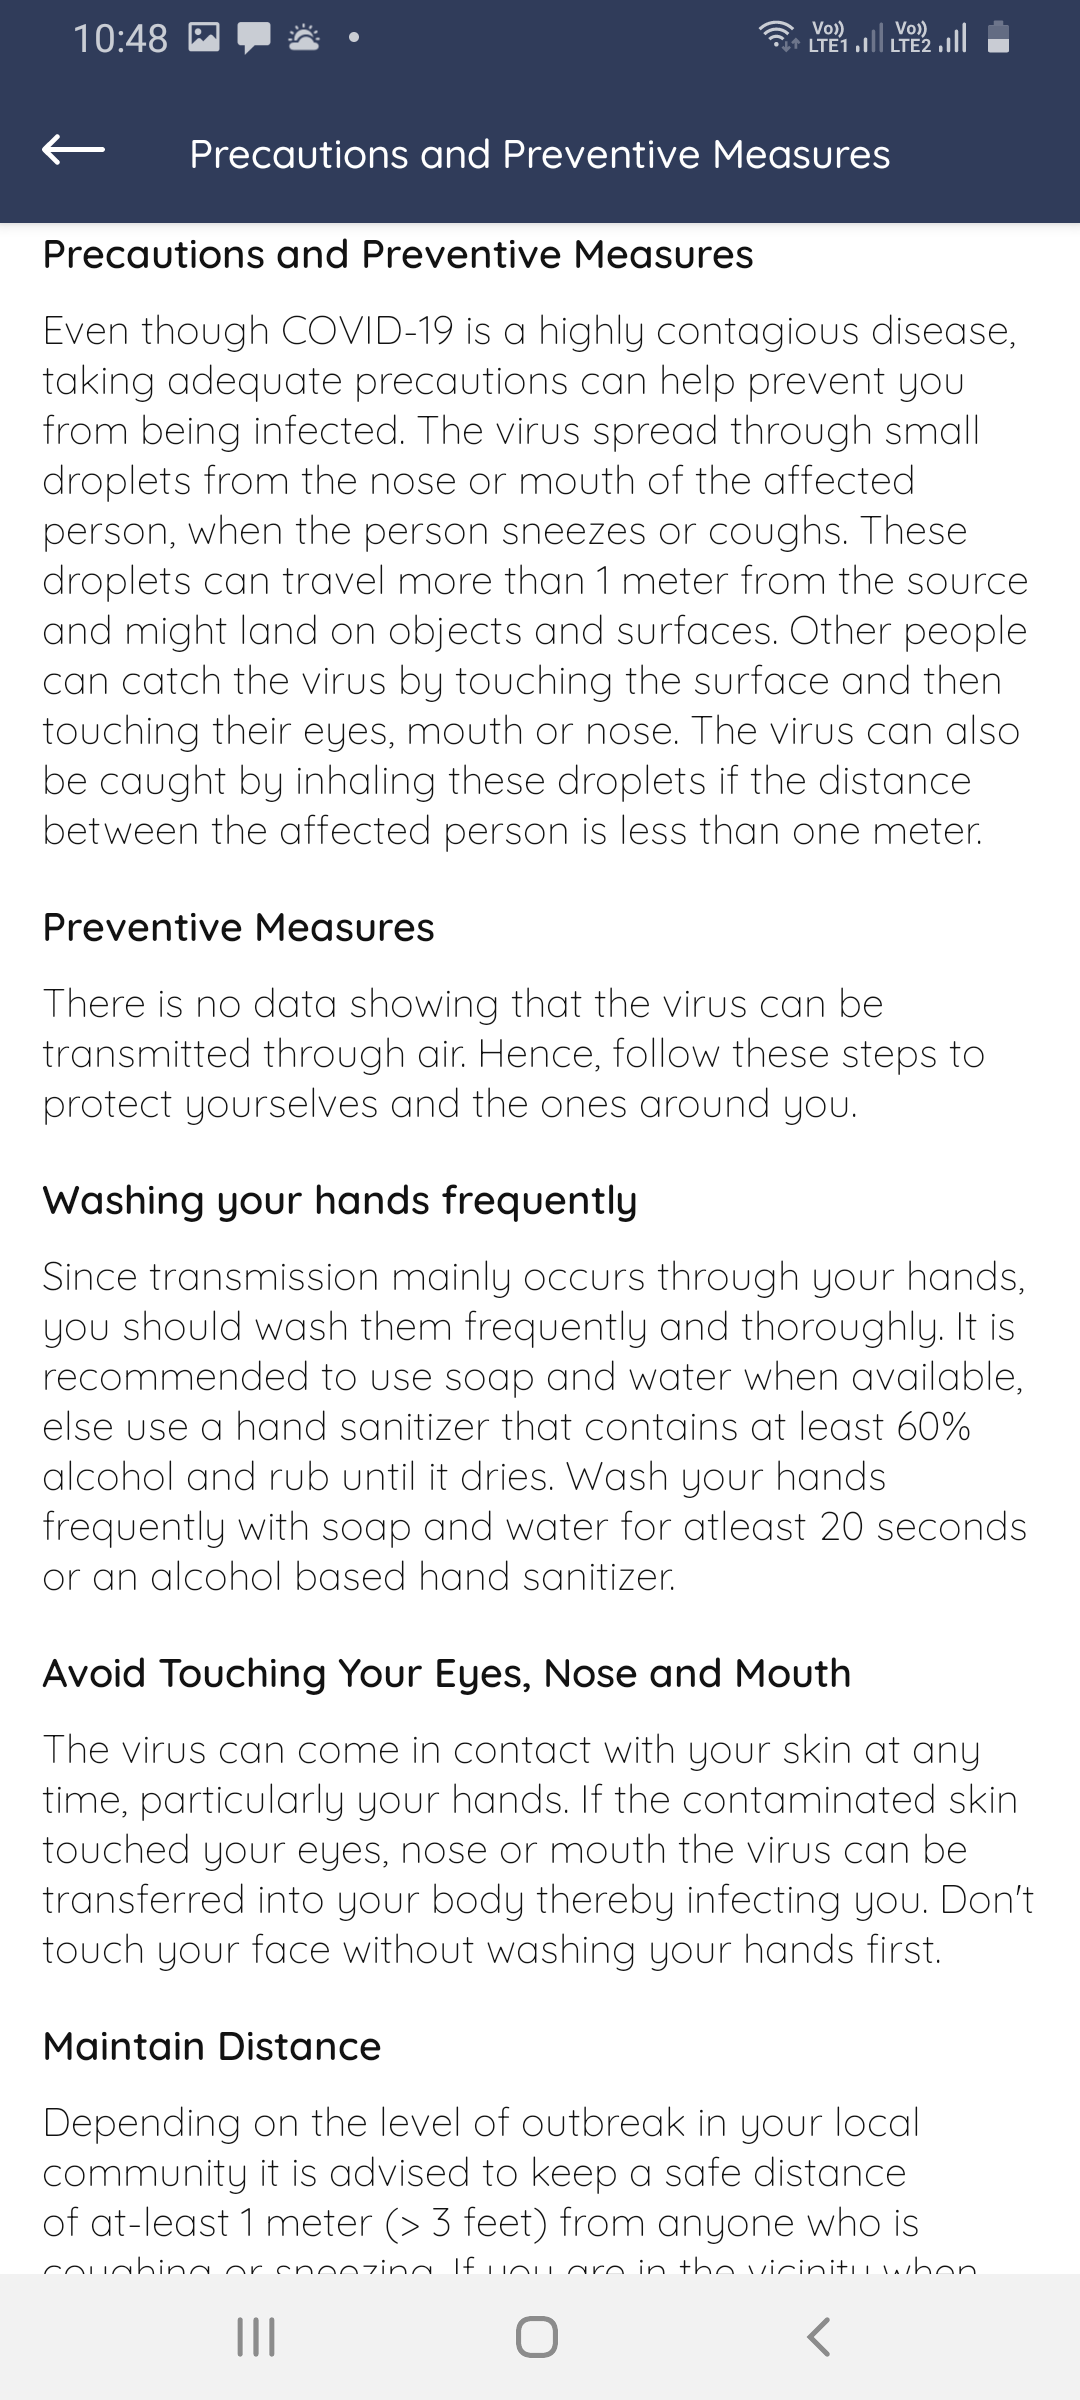 10:48
Vo)) LTE1 Vo)) LTE2
Precautions and Preventive Measures
Precautions and Preventive Measures
Even though COVID-19 is a highly contagious disease,
taking adequate precautions can help prevent you
from being infected. The virus spread through small
droplets from the nose or mouth of the affected
person, when the person sneezes or coughs. These
droplets can travel more than 1 meter from the source
and might land on objects and surfaces. Other people
can catch the virus by touching the surface and then
touching their eyes, mouth or nose. The virus can also
be caught by inhaling these droplets if the distance
between the affected person is less than one meter.
Preventive Measures
There is no data showing that the virus can be
transmitted through air. Hence, follow these steps to
protect yourselves and the ones around you.
Washing your hands frequently
Since transmission mainly occurs through your hands,
you should wash them frequently and thoroughly. It is
recommended to use soap and water when available,
else use a hand sanitizer that contains at least 60%
alcohol and rub until it dries. Wash your hands
frequently with soap and water for atleast 20 seconds
or an alcohol based hand sanitizer.
Avoid Touching Your Eyes, Nose and Mouth
The virus can come in contact with your skin at any
time, particularly your hands. If the contaminated skin
touched your eyes, nose or mouth the virus can be
transferred into your body thereby infecting you. Don't
touch your face without washing your hands first.
Maintain Distance
Depending on the level of outbreak in your local
community it is advised to keep a safe distance
of at-least 1 meter (> 3 feet) from anyone who is
coughing or sneezing. If you are in the vicinity when